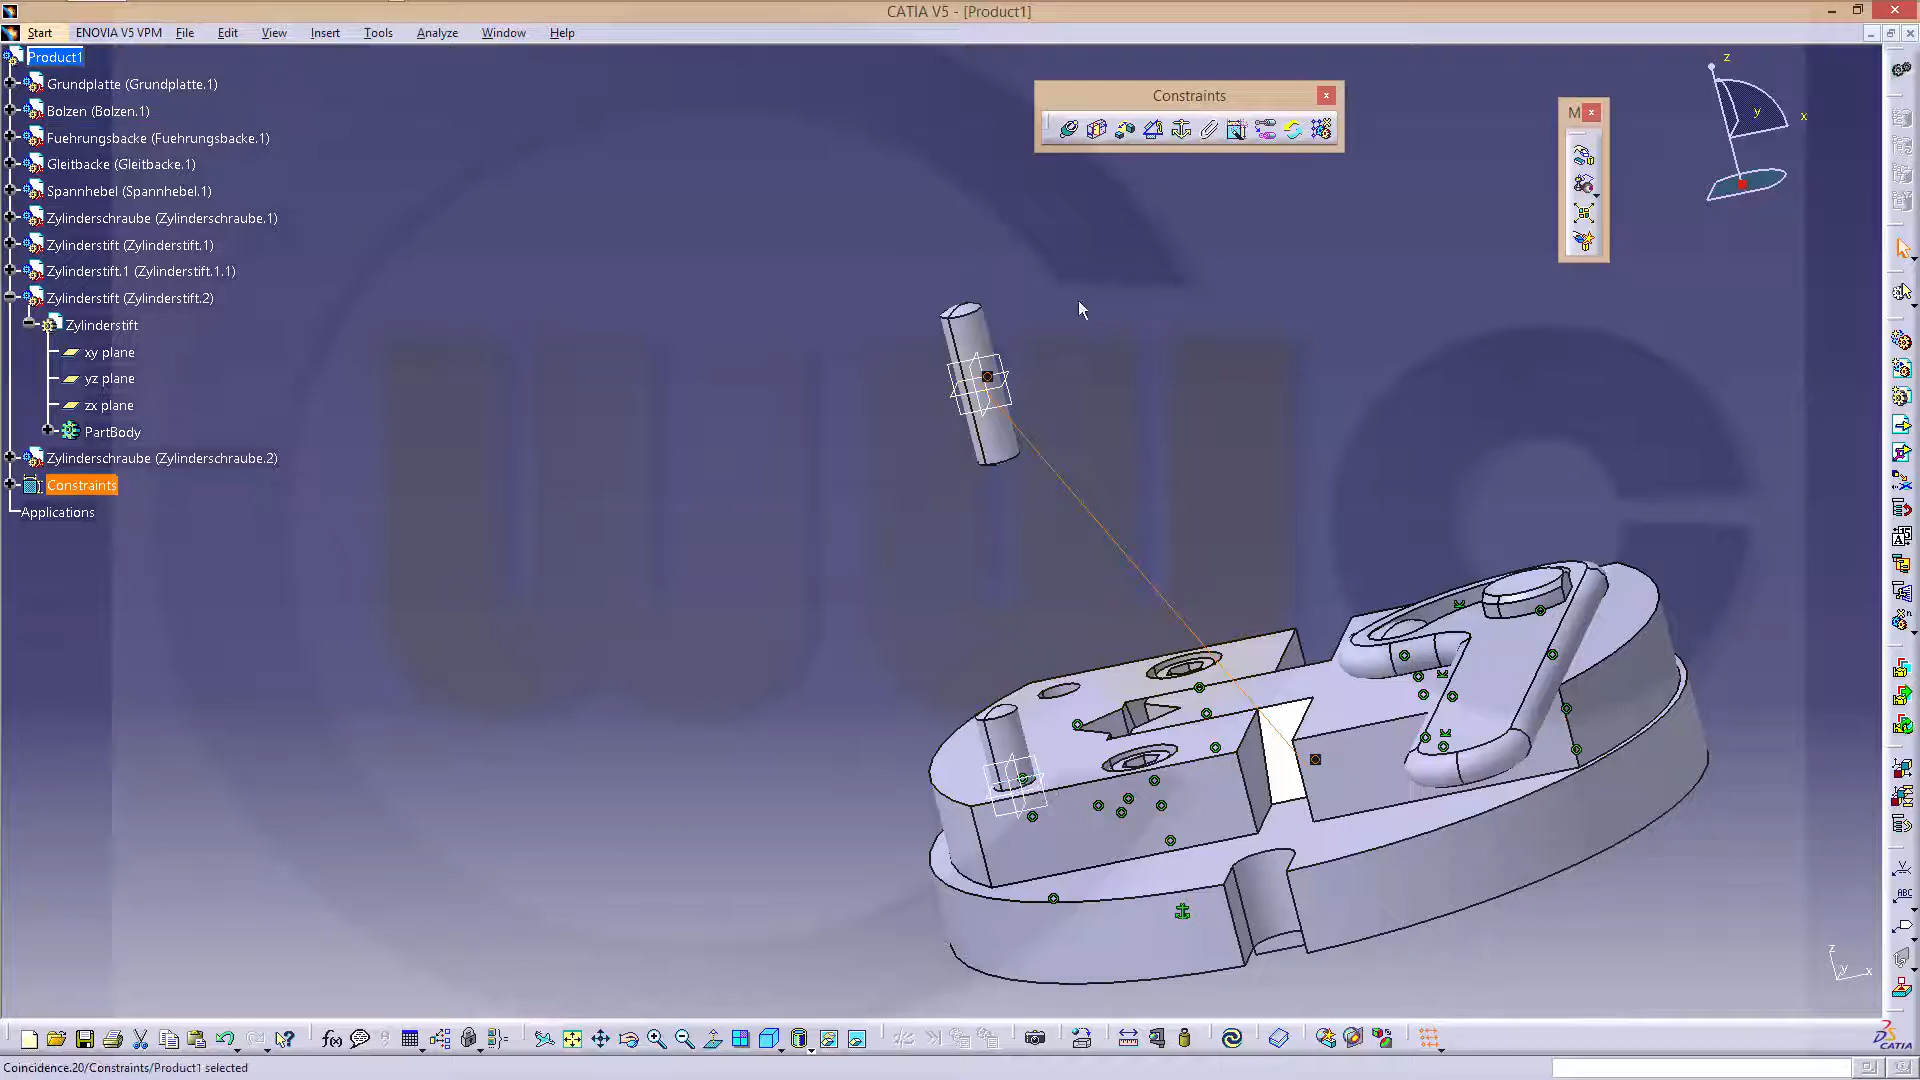 CATIA V5 - [Product1]
Start ENOVIA V5 VPM File Edit View Insert Tools Analyze Window Help
Product1
Grundplatte (Grundplatte.1)
Bolzen (Bolzen.1)
Fuehrungsbacke (Fuehrungsbacke.1)
Gleitbacke (Gleitbacke.1)
Spannhebel (Spannhebel.1)
Zylinderschraube (Zylinderschraube.1)
Zylinderstift (Zylinderstift.1)
Zylinderstift.1 (Zylinderstift.1.1)
Zylinderstift (Zylinderstift.2)
Zylinderstift
xy plane
yz plane
zx plane
PartBody
Zylinderschraube (Zylinderschraube.2)
Constraints
Applications
Constraints
M
z
y
x
z
y
x
ABC
f(x)
CATIA
Coincidence.20/Constraints/Product1 selected